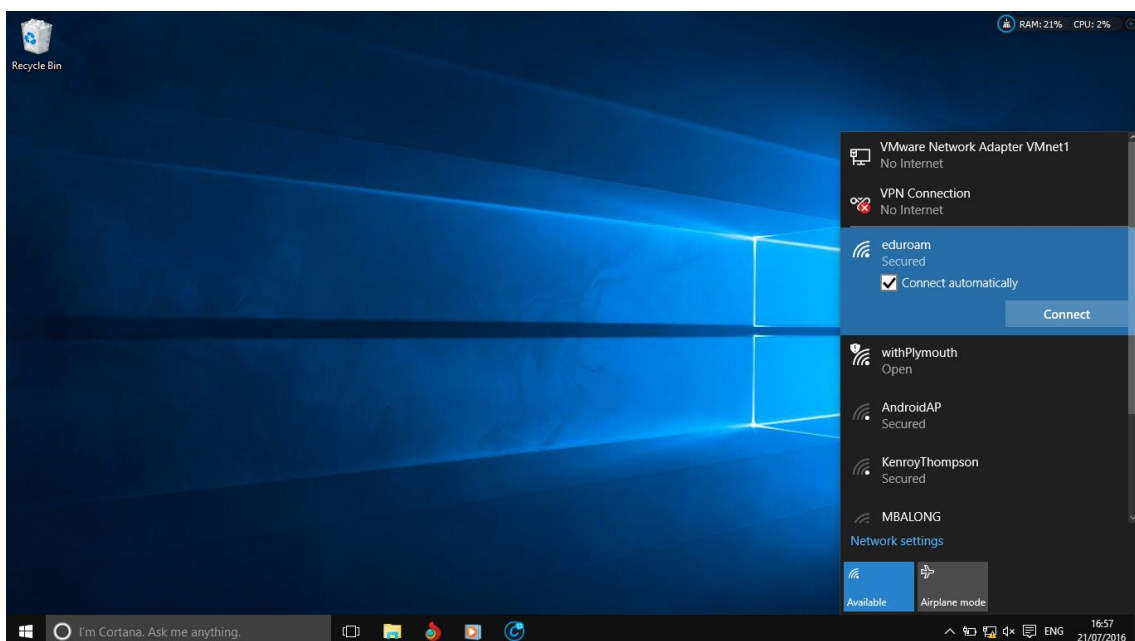 Recycle Bin
RAM: 21% CPU: 2%
VMware Network Adapter VMnet1
No Internet
VPN Connection
No Internet
eduroam
Secured
Connect automatically
Connect
withPlymouth
Open
AndroidAP
Secured
KenroyThompson
Secured
MBALONG
Network settings
Available
Airplane mode
I'm Cortana. Ask me anything.
ENG
16:57
21/07/2016